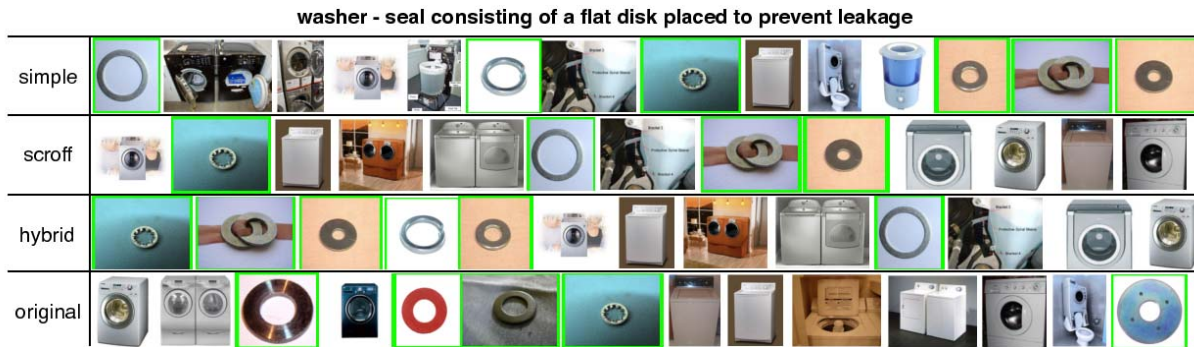 washer - seal consisting of a flat disk placed to prevent leakage
simple
scroff
hybrid
original